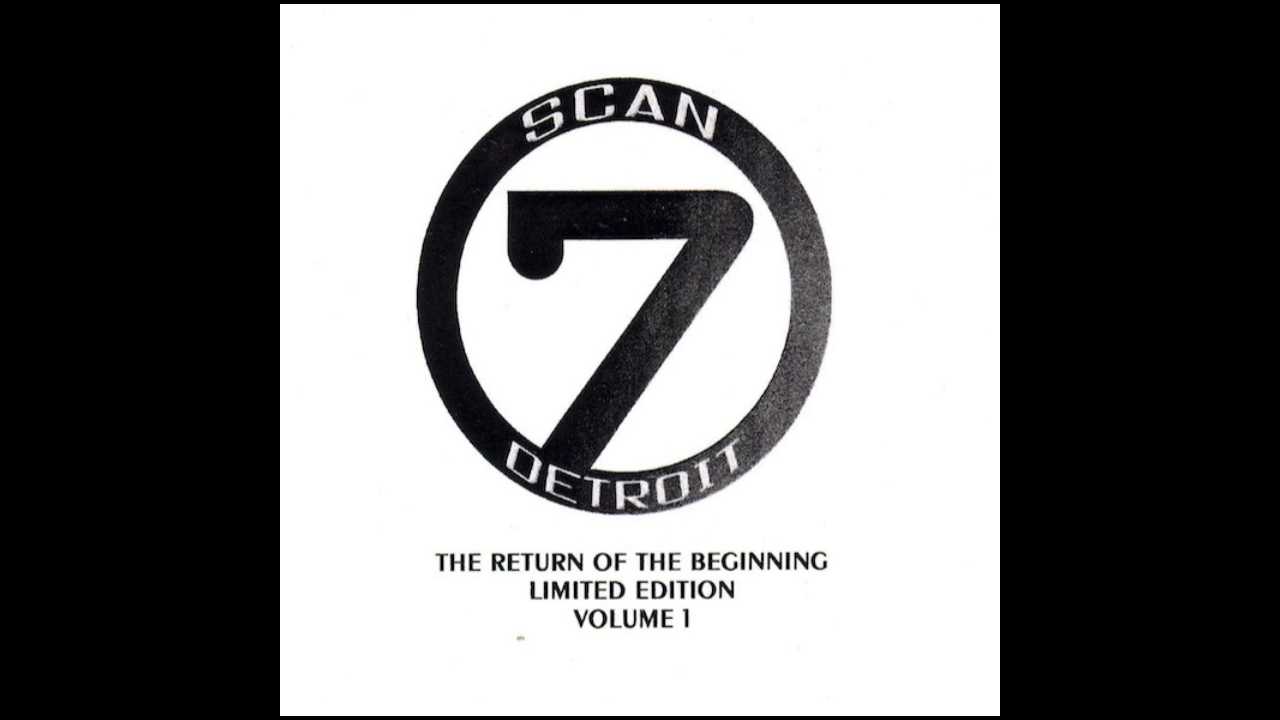 SCAN
7
DETROIT
THE RETURN OF THE BEGINNING
LIMITED EDITION
VOLUME 1